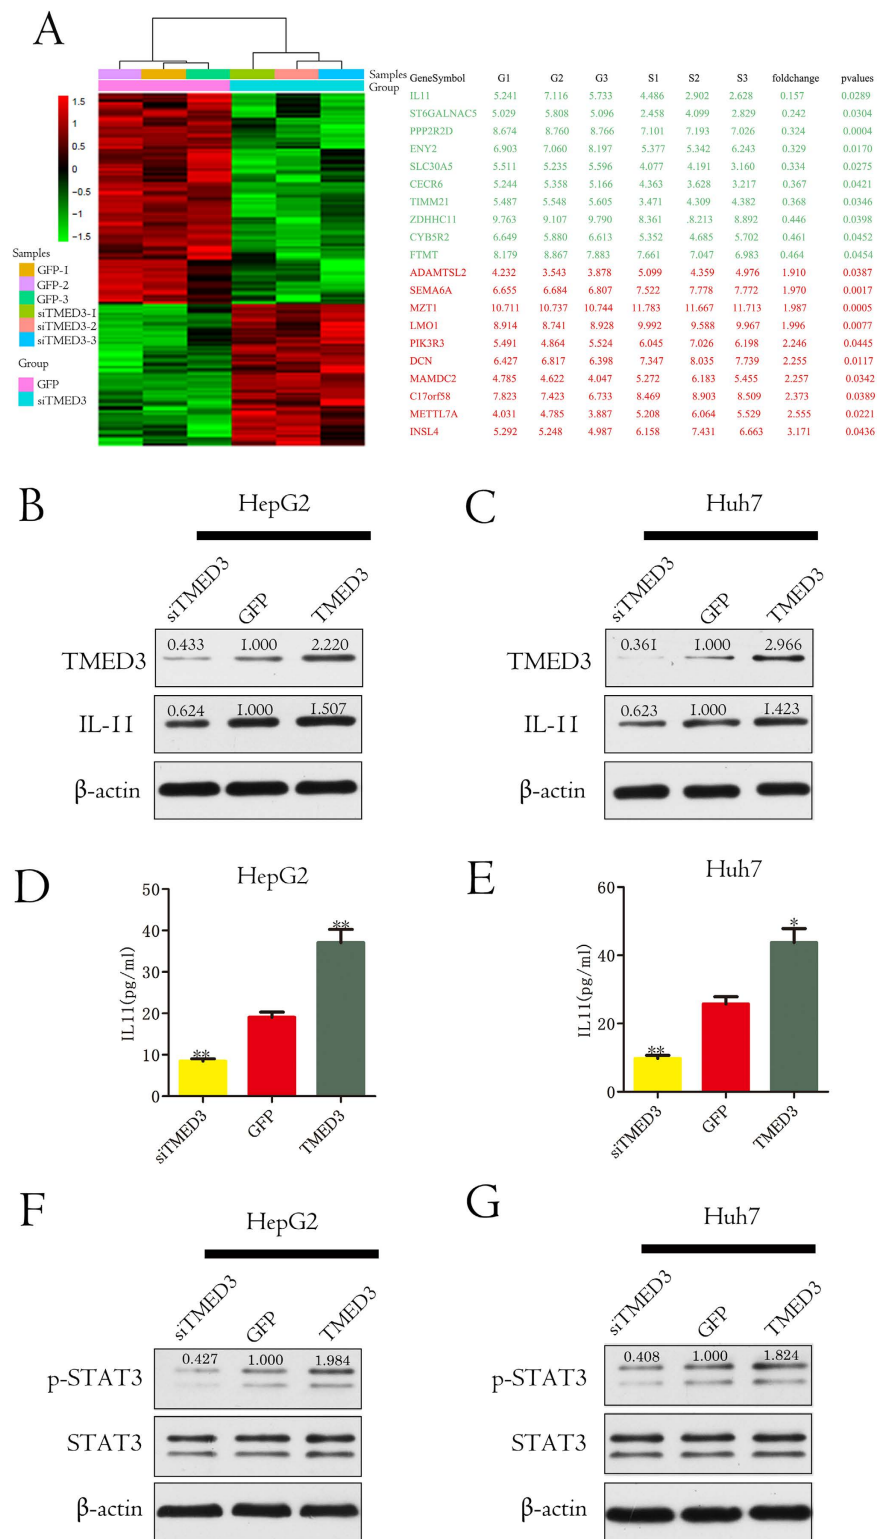 A
Samples
Group
1.5
1
0.5
0
−0.5
−1
−1.5
Samples
GFP-1
GFP-2
GFP-3
siTMED3-1
siTMED3-2
siTMED3-3
Group
GFP
siTMED3
GeneSymbol G1 G2 G3 S1 S2 S3 foldchange pvalues
IL11 5.241 7.116 5.733 4.486 2.902 2.628 0.157 0.0289
ST6GALNAC5 5.029 5.808 5.096 2.458 4.099 2.829 0.242 0.0304
PPP2R2D 8.674 8.760 8.766 7.101 7.193 7.026 0.324 0.0004
ENY2 6.903 7.060 8.197 5.377 5.342 6.243 0.329 0.0170
SLC30A5 5.511 5.235 5.596 4.077 4.191 3.160 0.334 0.0275
CECR6 5.244 5.358 5.166 4.363 3.628 3.217 0.367 0.0421
TIMM21 5.487 5.548 5.605 3.471 4.309 4.382 0.368 0.0346
ZDHHC11 9.763 9.107 9.790 8.361 .8.213 8.892 0.446 0.0398
CYB5R2 6.649 5.880 6.613 5.352 4.685 5.702 0.461 0.0452
FTMT 8.179 8.867 7.883 7.661 7.047 6.983 0.464 0.0454
ADAMTSL2 4.232 3.543 3.878 5.099 4.359 4.976 1.910 0.0387
SEMA6A 6.655 6.684 6.807 7.522 7.778 7.772 1.970 0.0017
MZT1 10.711 10.737 10.744 11.783 11.667 11.713 1.987 0.0005
LMO1 8.914 8.741 8.928 9.992 9.588 9.967 1.996 0.0077
PIK3R3 5.491 4.864 5.524 6.045 7.026 6.198 2.246 0.0445
DCN 6.427 6.817 6.398 7.347 8.035 7.739 2.255 0.0117
MAMDC2 4.785 4.622 4.047 5.272 6.183 5.455 2.257 0.0342
C17orf58 7.823 7.423 6.733 8.469 8.903 8.509 2.373 0.0389
METTL7A 4.031 4.785 3.887 5.208 6.064 5.529 2.555 0.0221
INSL4 5.292 5.248 4.987 6.158 7.431 6.663 3.171 0.0436
B
HepG2
siTMED3 GFP TMED3
TMED3 0.433 1.000 2.220
IL-11 0.624 1.000 1.507
β-actin
C
Huh7
siTMED3 GFP TMED3
TMED3 0.361 1.000 2.966
IL-11 0.623 1.000 1.423
β-actin
D
HepG2
IL11(pg/ml)
50
40
30
20
10
0
**
**
siTMED3 GFP TMED3
E
Huh7
IL11(pg/ml)
60
40
20
0
*
**
siTMED3 GFP TMED3
F
HepG2
siTMED3 GFP TMED3
p-STAT3 0.427 1.000 1.984
STAT3
β-actin
G
Huh7
siTMED3 GFP TMED3
p-STAT3 0.408 1.000 1.824
STAT3
β-actin